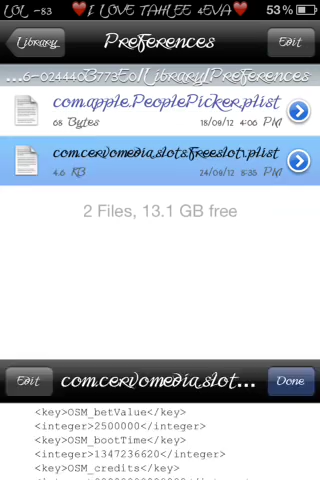 LOL -83 ❤I LOVE TAHLEE 4EVA❤ 53%
Library Preferences Edit
...6-024440B773E0/Library/Preferences
com.apple.PeoplePicker.plist
68 Bytes 18/09/12 4:06 PM
com.cervomedia.slotsfreeslot1.plist
4.6 KB 24/09/12 5:35 PM
2 Files, 13.1 GB free
Edit com.cervomedia.slot... Done
<key>OSM_betValue</key>
<integer>2500000</integer>
<key>OSM_bootTime</key>
<integer>1347236620</integer>
<key>OSM_credits</key>